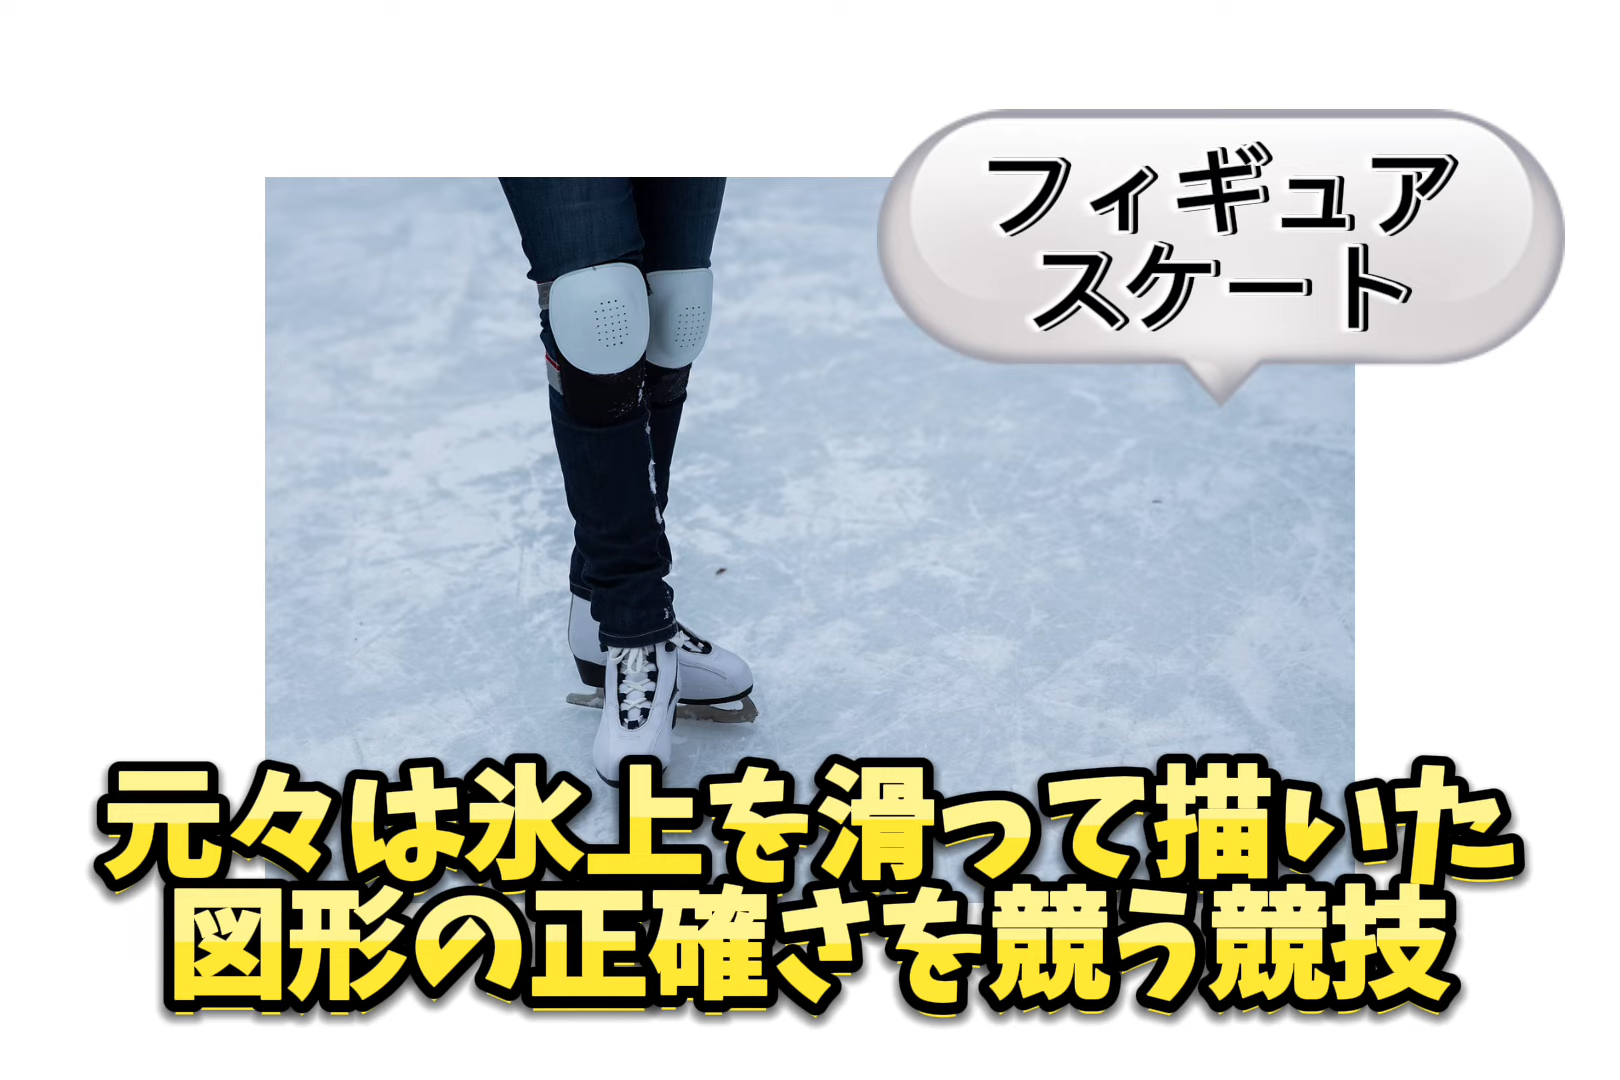 フィギュア
スケート
元々は氷上を滑って描いた
図形の正確さを競う競技